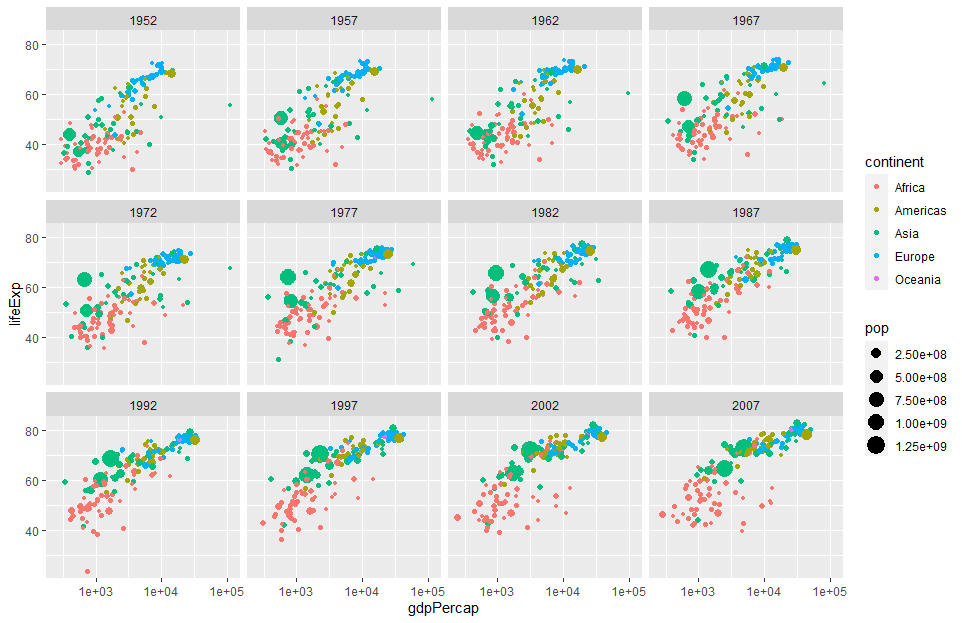 1952 1957 1962 1967
80
60
40
1972 1977 1982 1987
80
60
40
1992 1997 2002 2007
80
60
40
1e+03 1e+04 1e+05 1e+03 1e+04 1e+05 1e+03 1e+04 1e+05 1e+03 1e+04 1e+05
gdpPercap
lifeExp
continent
Africa
Americas
Asia
Europe
Oceania
pop
2.50e+08
5.00e+08
7.50e+08
1.00e+09
1.25e+09